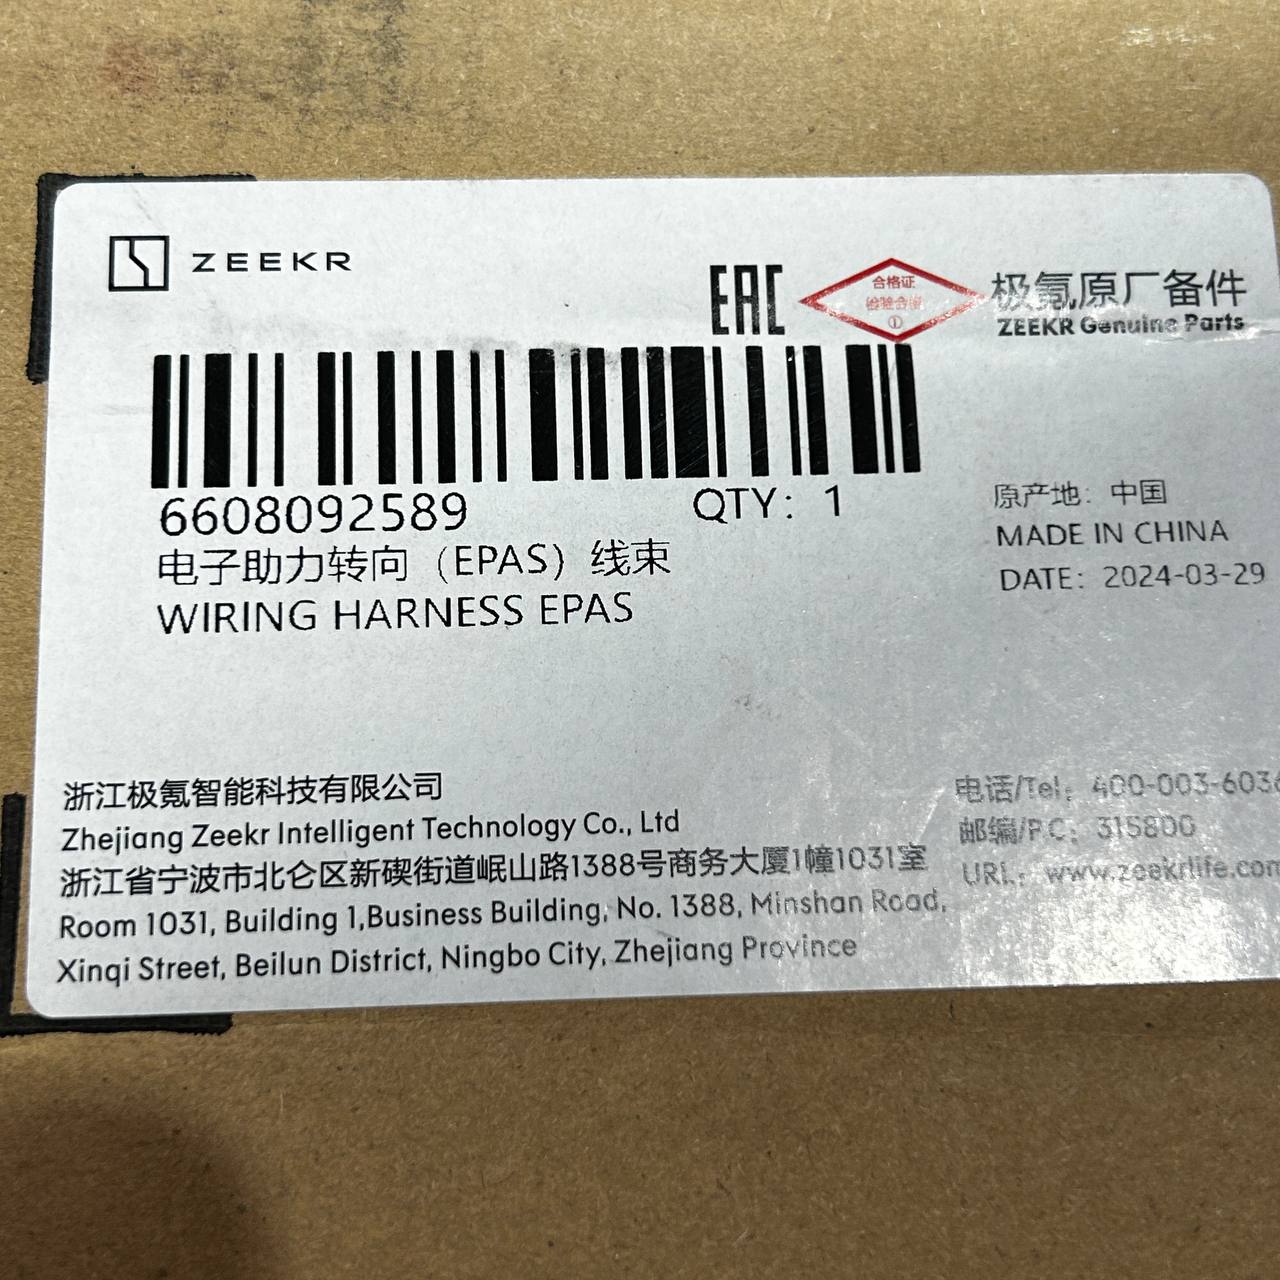 ZEEKR
EAC
合格证
检验合格
①
极氪原厂备件
ZEEKR Genuine Parts
6608092589
QTY：1
电子助力转向（EPAS）线束
WIRING HARNESS EPAS
原产地：中国
MADE IN CHINA
DATE：2024-03-29
浙江极氪智能科技有限公司
Zhejiang Zeekr Intelligent Technology Co., Ltd
浙江省宁波市北仑区新碶街道岷山路1388号商务大厦1幢1031室
Room 1031, Building 1,Business Building, No. 1388, Minshan Road,
Xinqi Street, Beilun District, Ningbo City, Zhejiang Province
电话/Tel：400-003-6036
邮编/P.C：315800
URL：www.zeekrlife.com